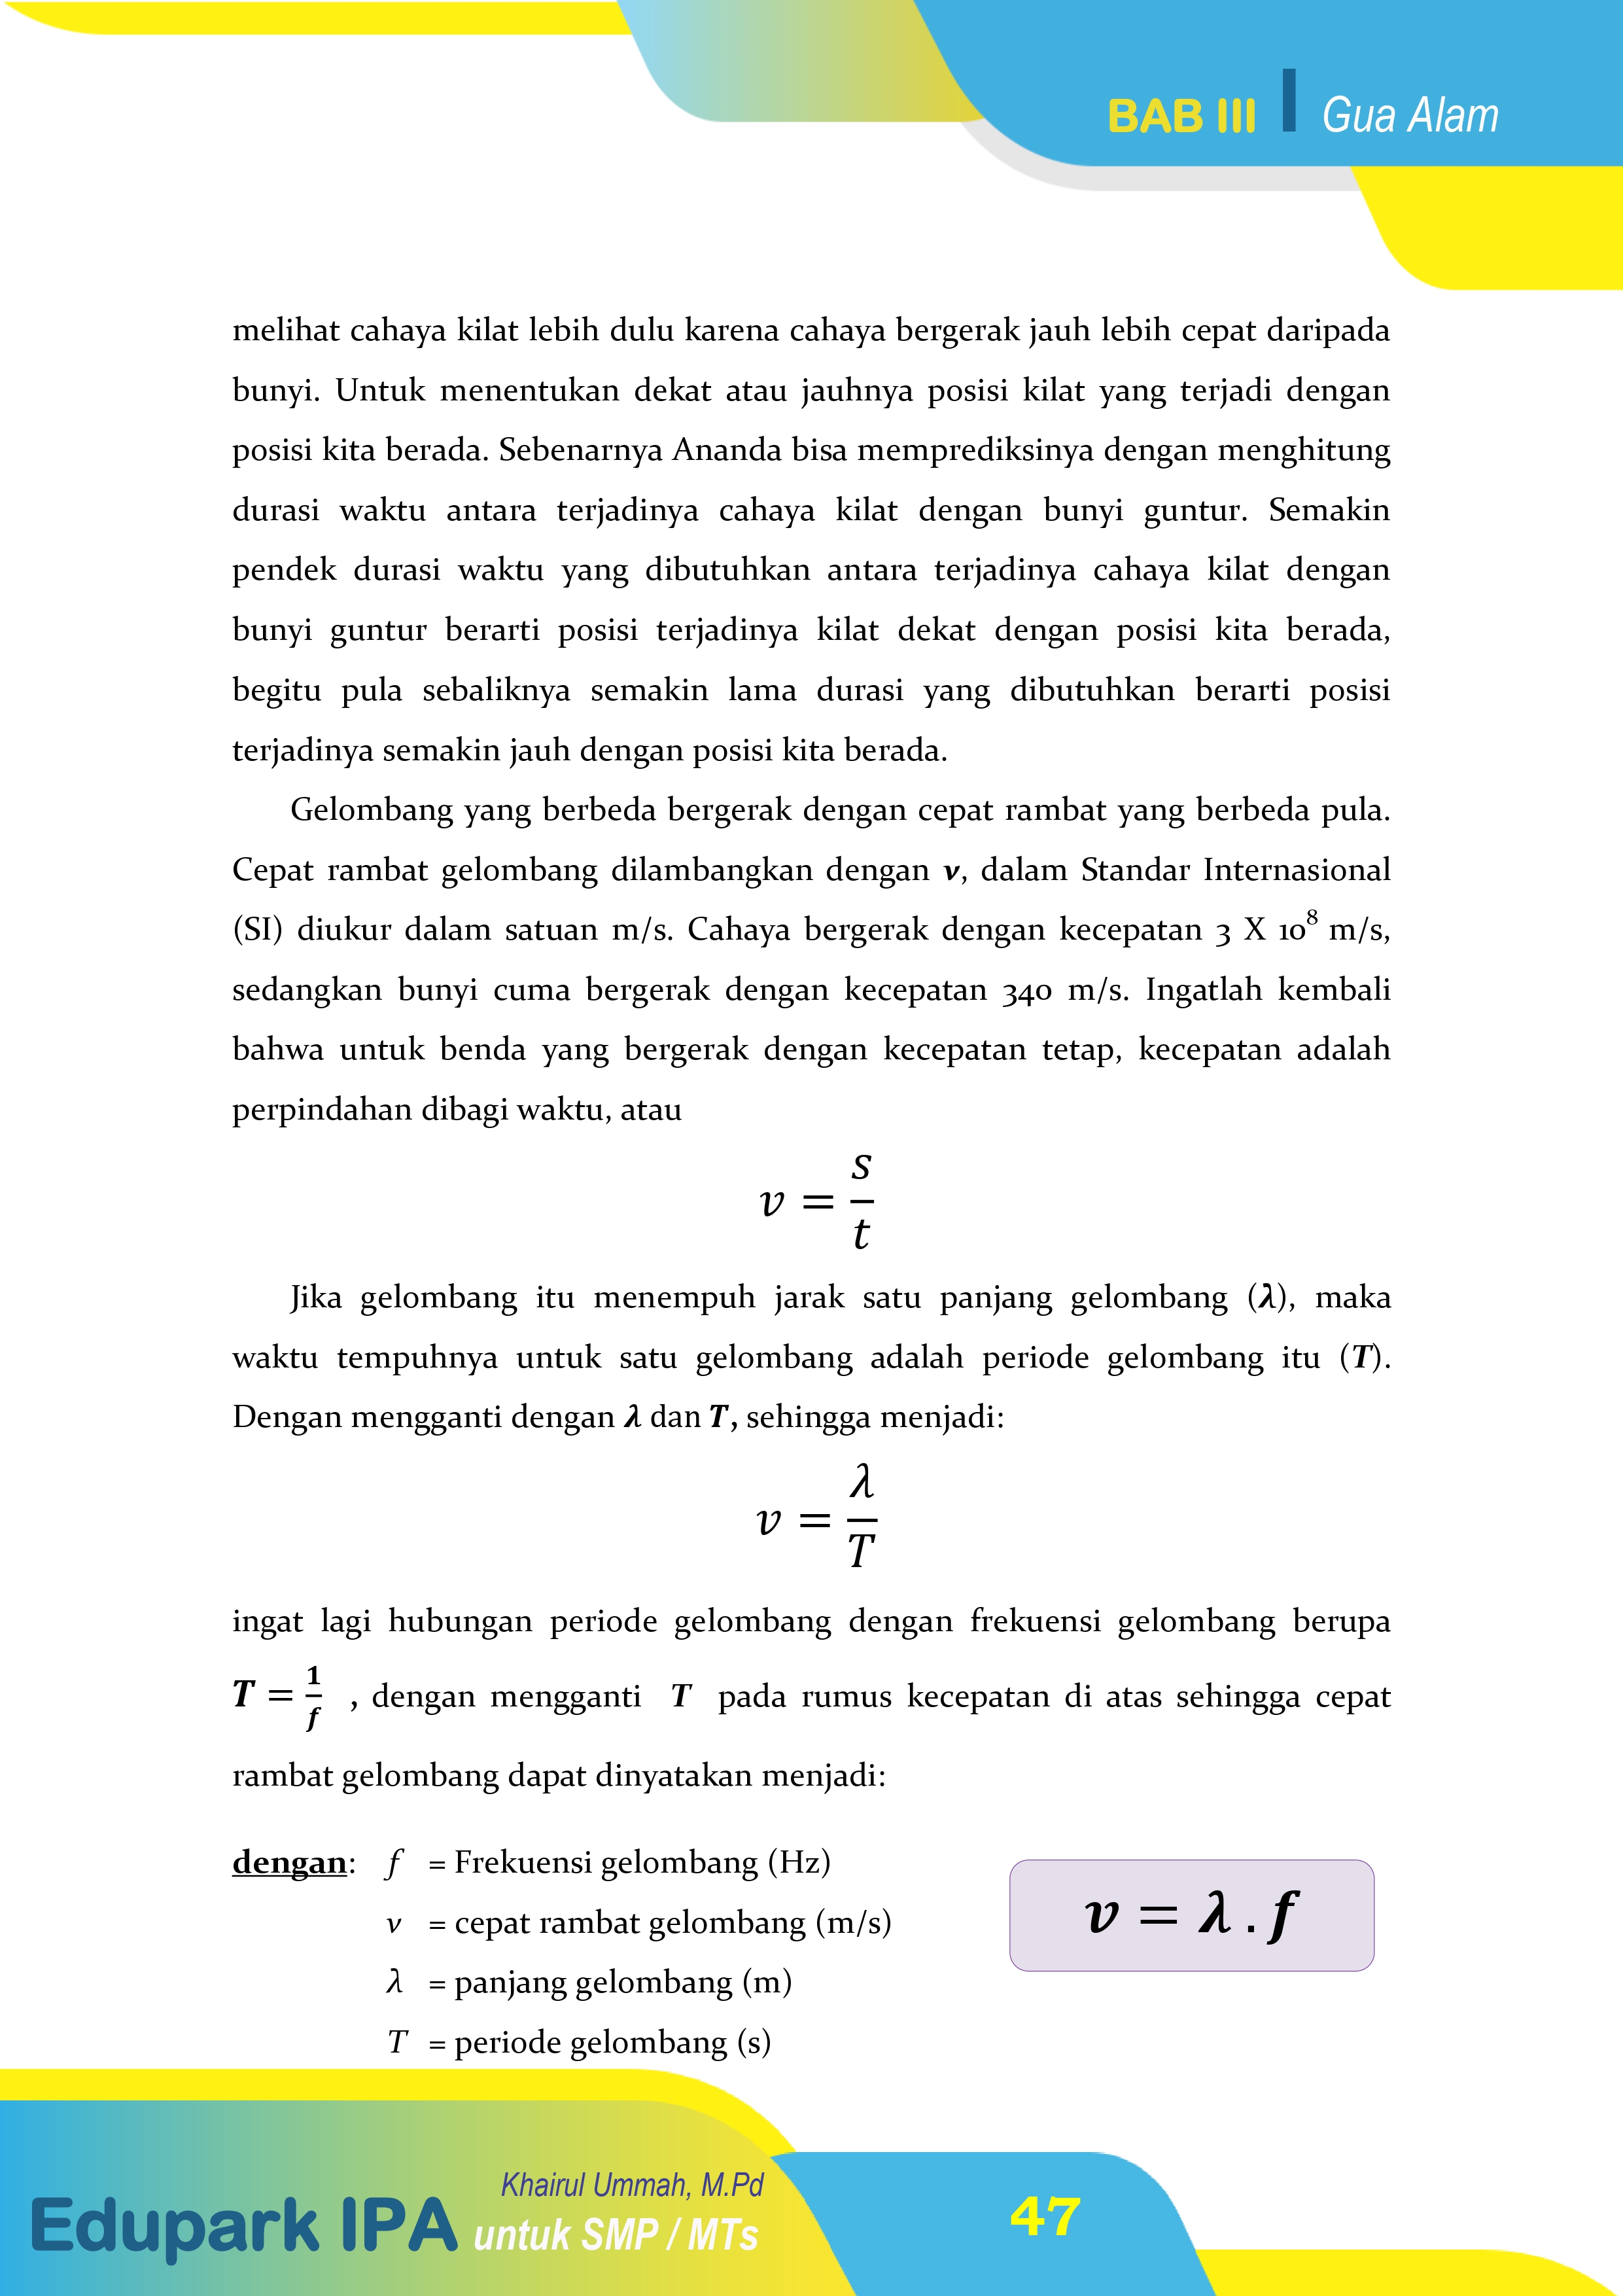 BAB III | Gua Alam
melihat cahaya kilat lebih dulu karena cahaya bergerak jauh lebih cepat daripada
bunyi. Untuk menentukan dekat atau jauhnya posisi kilat yang terjadi dengan
posisi kita berada. Sebenarnya Ananda bisa memprediksinya dengan menghitung
durasi waktu antara terjadinya cahaya kilat dengan bunyi guntur. Semakin
pendek durasi waktu yang dibutuhkan antara terjadinya cahaya kilat dengan
bunyi guntur berarti posisi terjadinya kilat dekat dengan posisi kita berada,
begitu pula sebaliknya semakin lama durasi yang dibutuhkan berarti posisi
terjadinya semakin jauh dengan posisi kita berada.
Gelombang yang berbeda bergerak dengan cepat rambat yang berbeda pula.
Cepat rambat gelombang dilambangkan dengan v, dalam Standar Internasional
(SI) diukur dalam satuan m/s. Cahaya bergerak dengan kecepatan 3 X 10⁸ m/s,
sedangkan bunyi cuma bergerak dengan kecepatan 340 m/s. Ingatlah kembali
bahwa untuk benda yang bergerak dengan kecepatan tetap, kecepatan adalah
perpindahan dibagi waktu, atau
v = s/t
Jika gelombang itu menempuh jarak satu panjang gelombang (λ), maka
waktu tempuhnya untuk satu gelombang adalah periode gelombang itu (T).
Dengan mengganti dengan λ dan T, sehingga menjadi:
v = λ/T
ingat lagi hubungan periode gelombang dengan frekuensi gelombang berupa
T = 1/f , dengan mengganti T pada rumus kecepatan di atas sehingga cepat
rambat gelombang dapat dinyatakan menjadi:
dengan: f = Frekuensi gelombang (Hz)
v = cepat rambat gelombang (m/s)
λ = panjang gelombang (m)
T = periode gelombang (s)
v = λ . f
Khairul Ummah, M.Pd
Edupark IPA untuk SMP / MTs
47